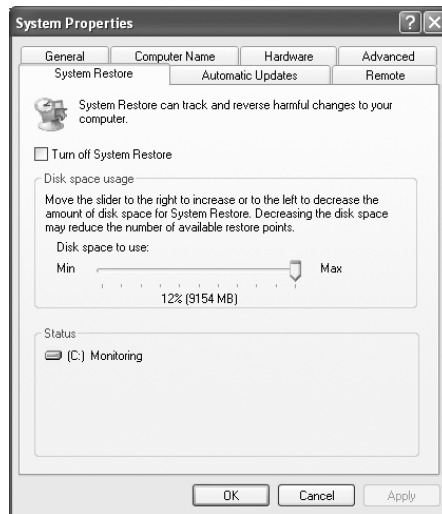 System Properties
General Computer Name Hardware Advanced
System Restore Automatic Updates Remote
System Restore can track and reverse harmful changes to your
computer.
Turn off System Restore
Disk space usage
Move the slider to the right to increase or to the left to decrease the
amount of disk space for System Restore. Decreasing the disk space
may reduce the number of available restore points.
Disk space to use:
Min Max
12% (9154 MB)
Status
(C:) Monitoring
OK Cancel Apply